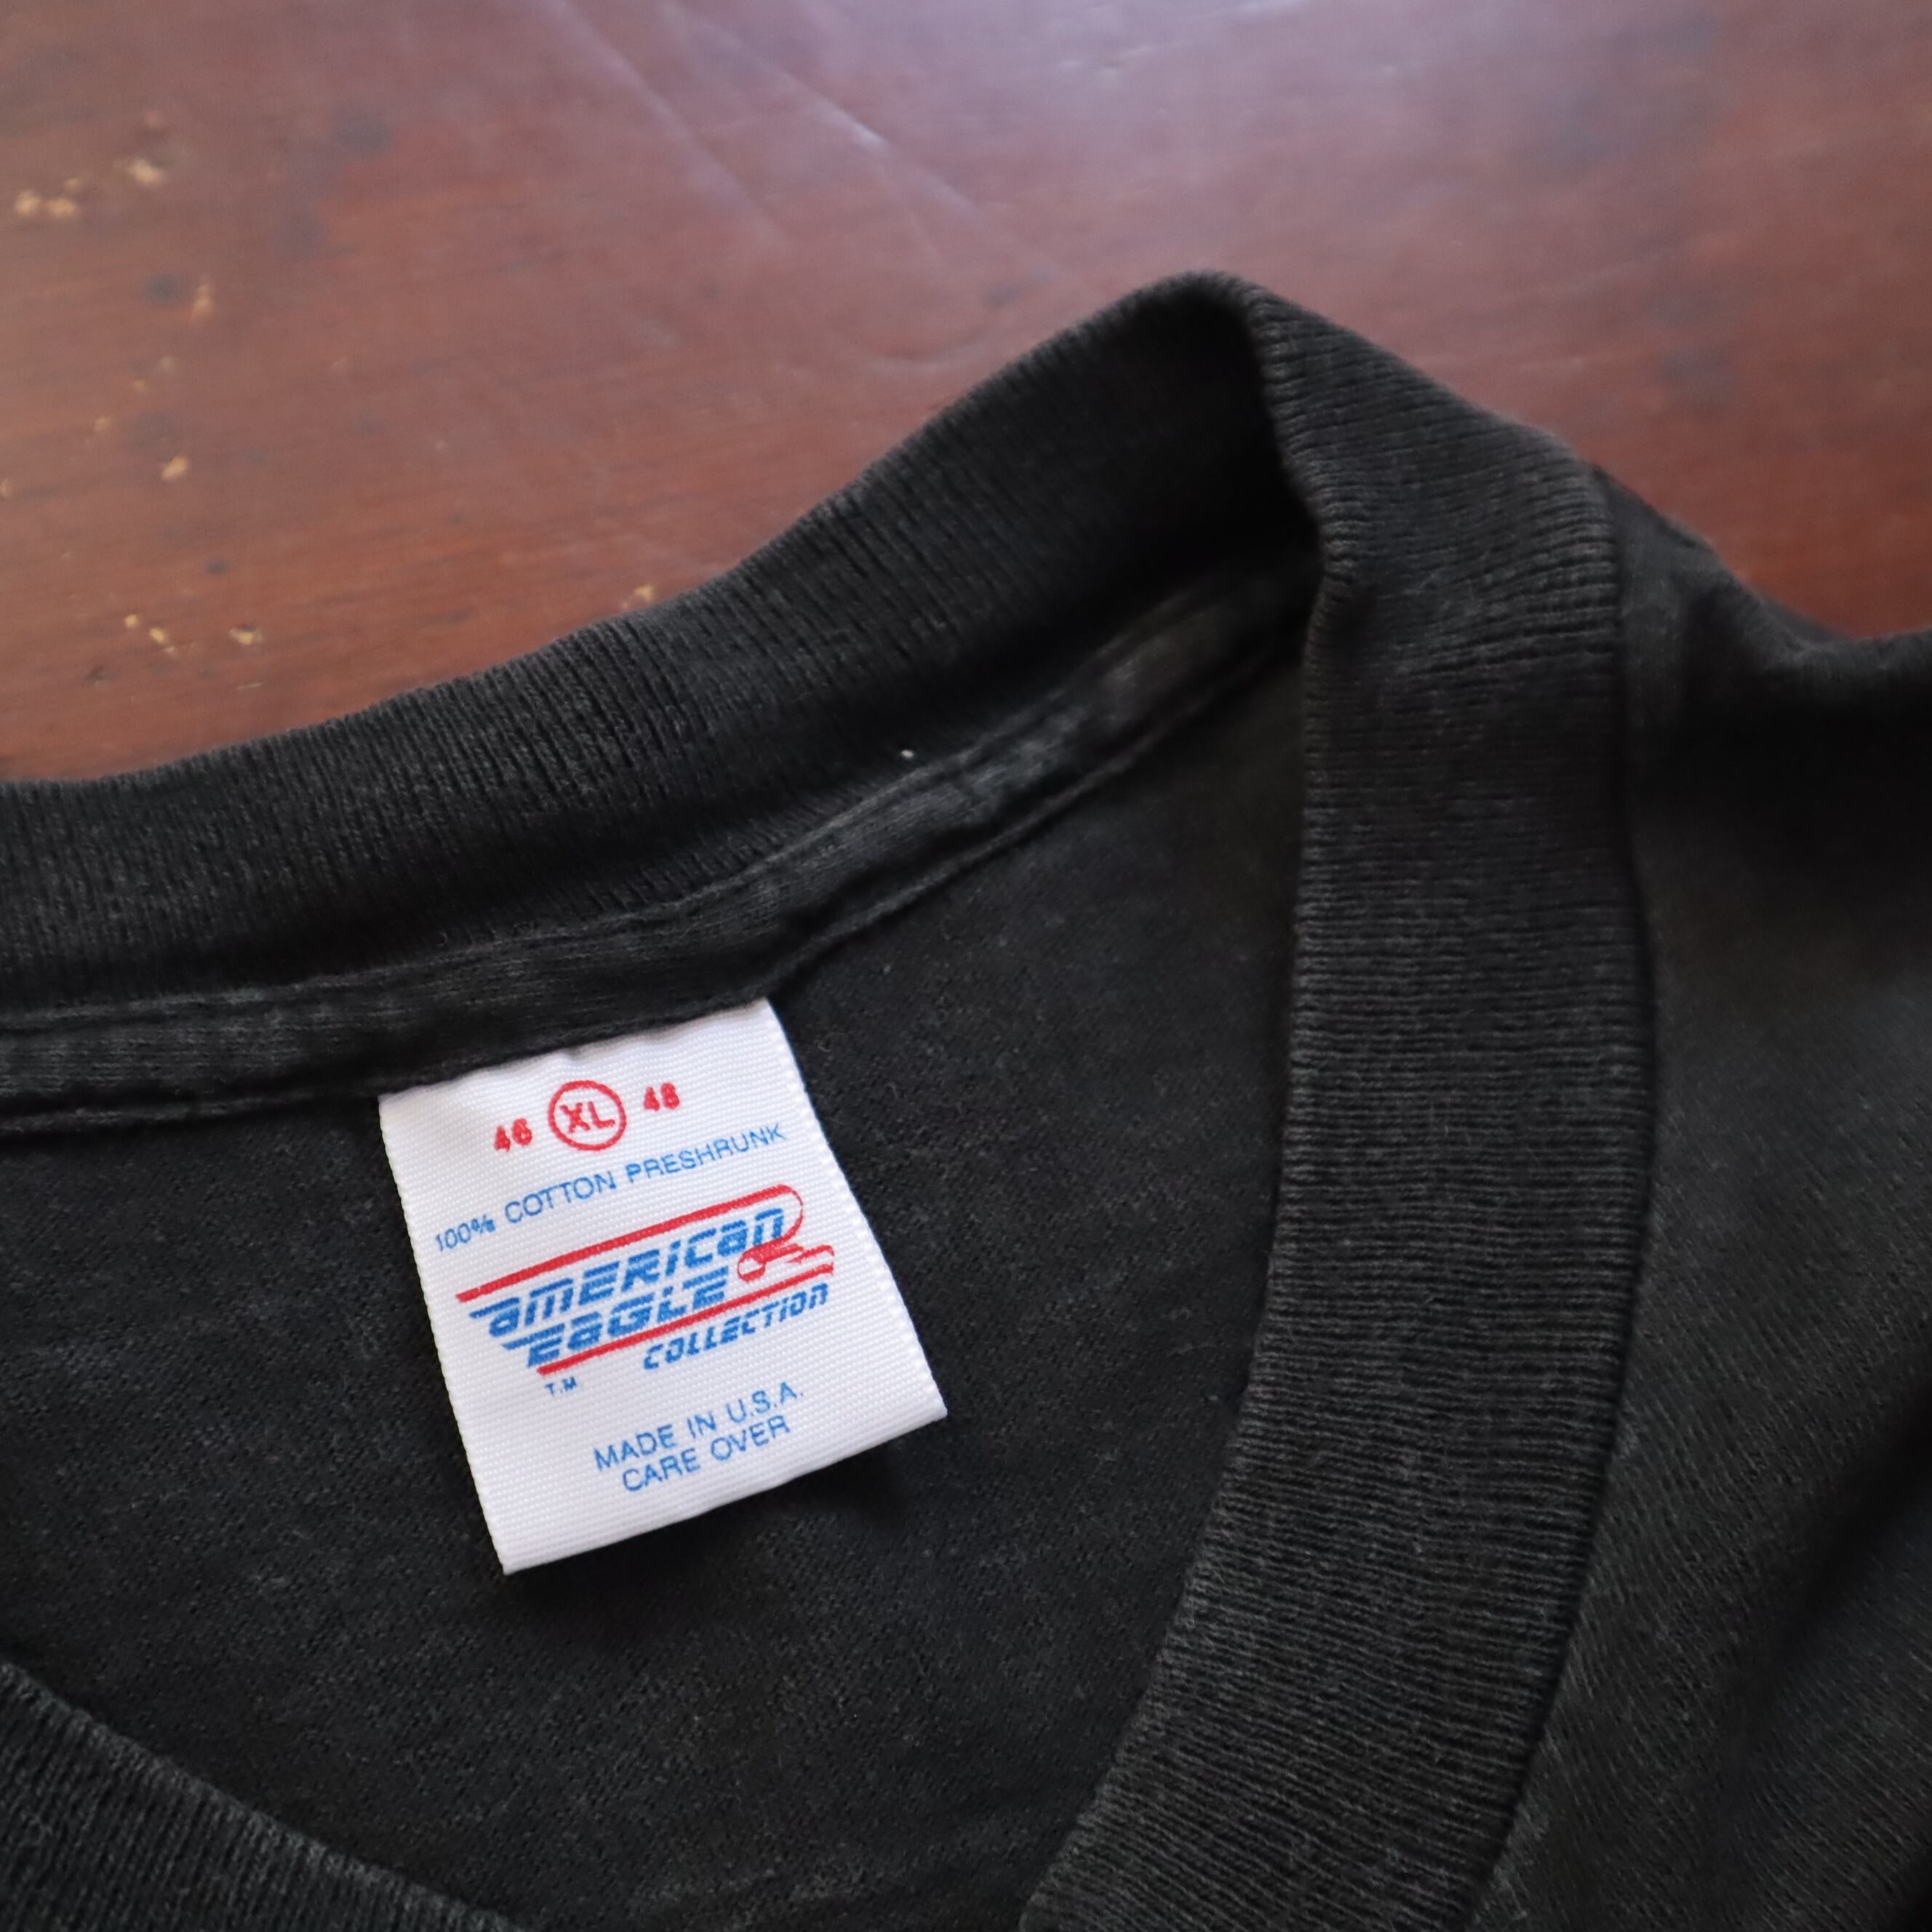 46 XL 48
100% COTTON PRESHRUNK
aMERICan
EaGLE
COLLECTION
T.M
MADE IN U.S.A.
CARE OVER